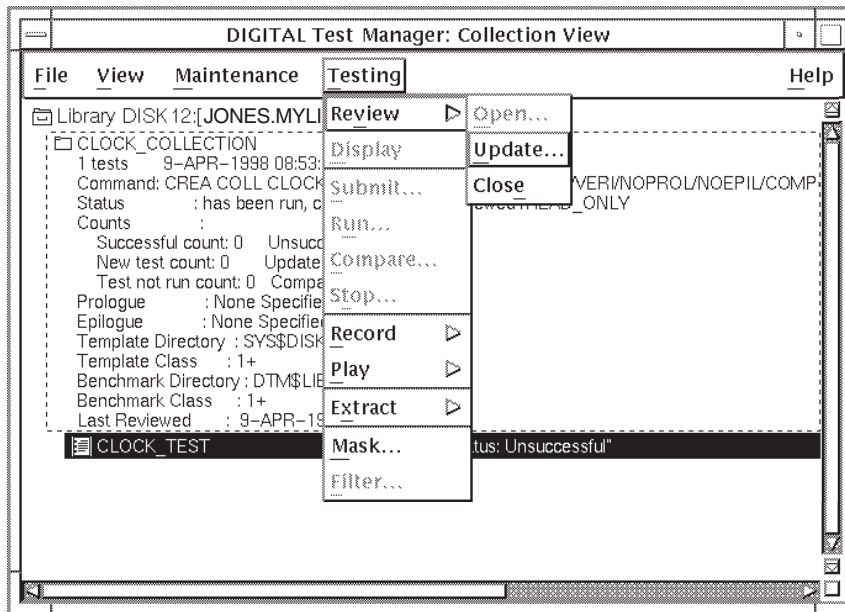 DIGITAL Test Manager: Collection View
File View Maintenance Testing Help
Library DISK12:[JONES.MYLI
CLOCK_COLLECTION
1 tests 9-APR-1998 08:53:
Command: CREA COLL CLOCK /VERI/NOPROL/NOEPIL/COMP
Status : has been run, c THEAD_ONLY
Counts :
Successful count: 0 Unsucc
New test count: 0 Update
Test not run count: 0 Compa
Prologue : None Specifie
Epilogue : None Specifie
Template Directory : SYS$DISK
Template Class : 1+
Benchmark Directory : DTM$LIE
Benchmark Class : 1+
Last Reviewed : 9-APR-19
CLOCK_TEST tus: Unsuccessful"
Review
Display
Submit...
Run...
Compare...
Stop...
Record
Play
Extract
Mask...
Filter...
Open...
Update...
Close